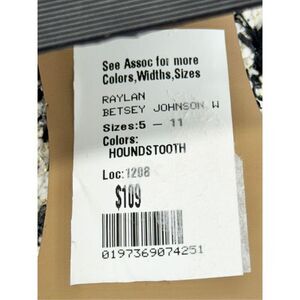 See Assoc for more
Colors,Widths,Sizes
RAYLAN
BETSEY JOHNSON W
Sizes:5 - 11
Colors:
HOUNDSTOOTH
Loc:1208
$109
0197369074251